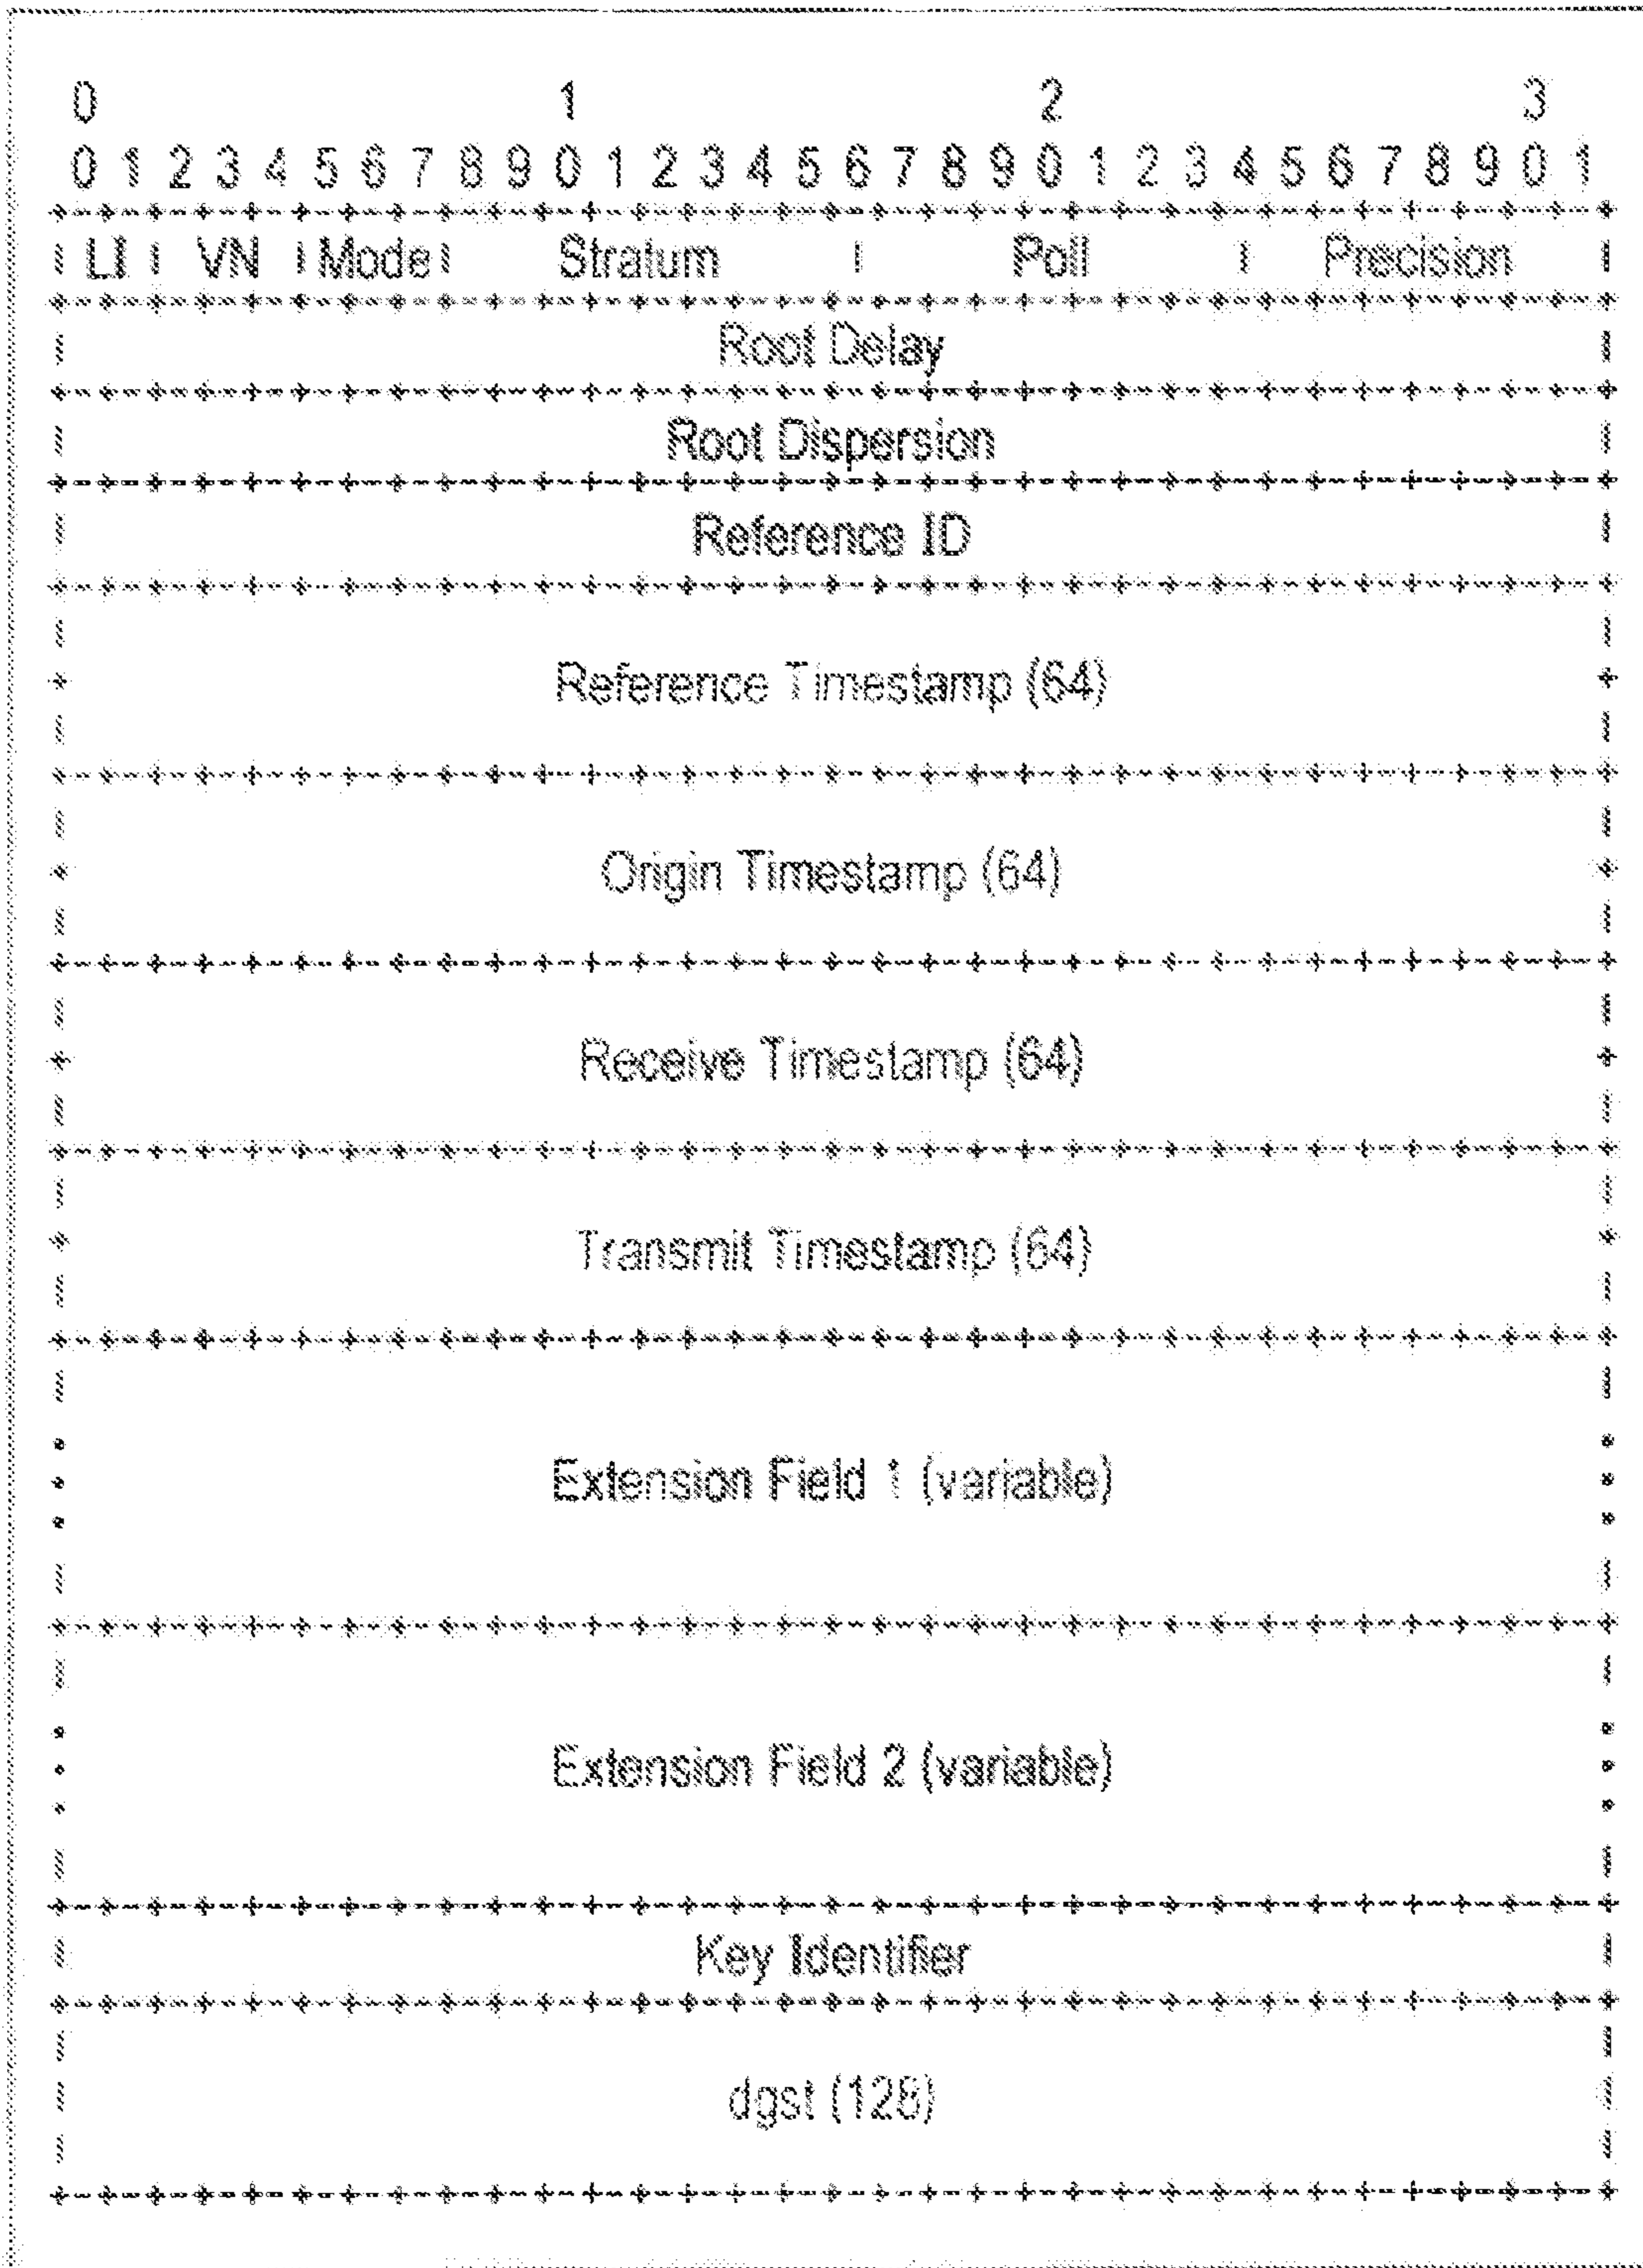 0 1 2 3
0 1 2 3 4 5 6 7 8 9 0 1 2 3 4 5 6 7 8 9 0 1 2 3 4 5 6 7 8 9 0 1
| LI | VN | Mode | Stratum | Poll | Precision |
Root Delay
Root Dispersion
Reference ID
Reference Timestamp (64)
Origin Timestamp (64)
Receive Timestamp (64)
Transmit Timestamp (64)
Extension Field 1 (variable)
Extension Field 2 (variable)
Key Identifier
dgst (128)